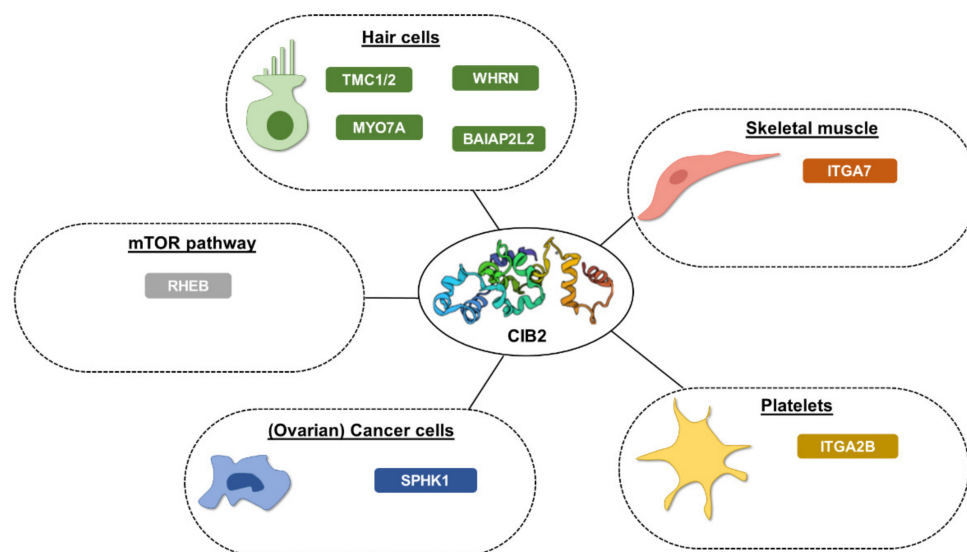 Hair cells
TMC1/2
WHRN
MYO7A
BAIAP2L2
Skeletal muscle
ITGA7
mTOR pathway
RHEB
CIB2
(Ovarian) Cancer cells
SPHK1
Platelets
ITGA2B